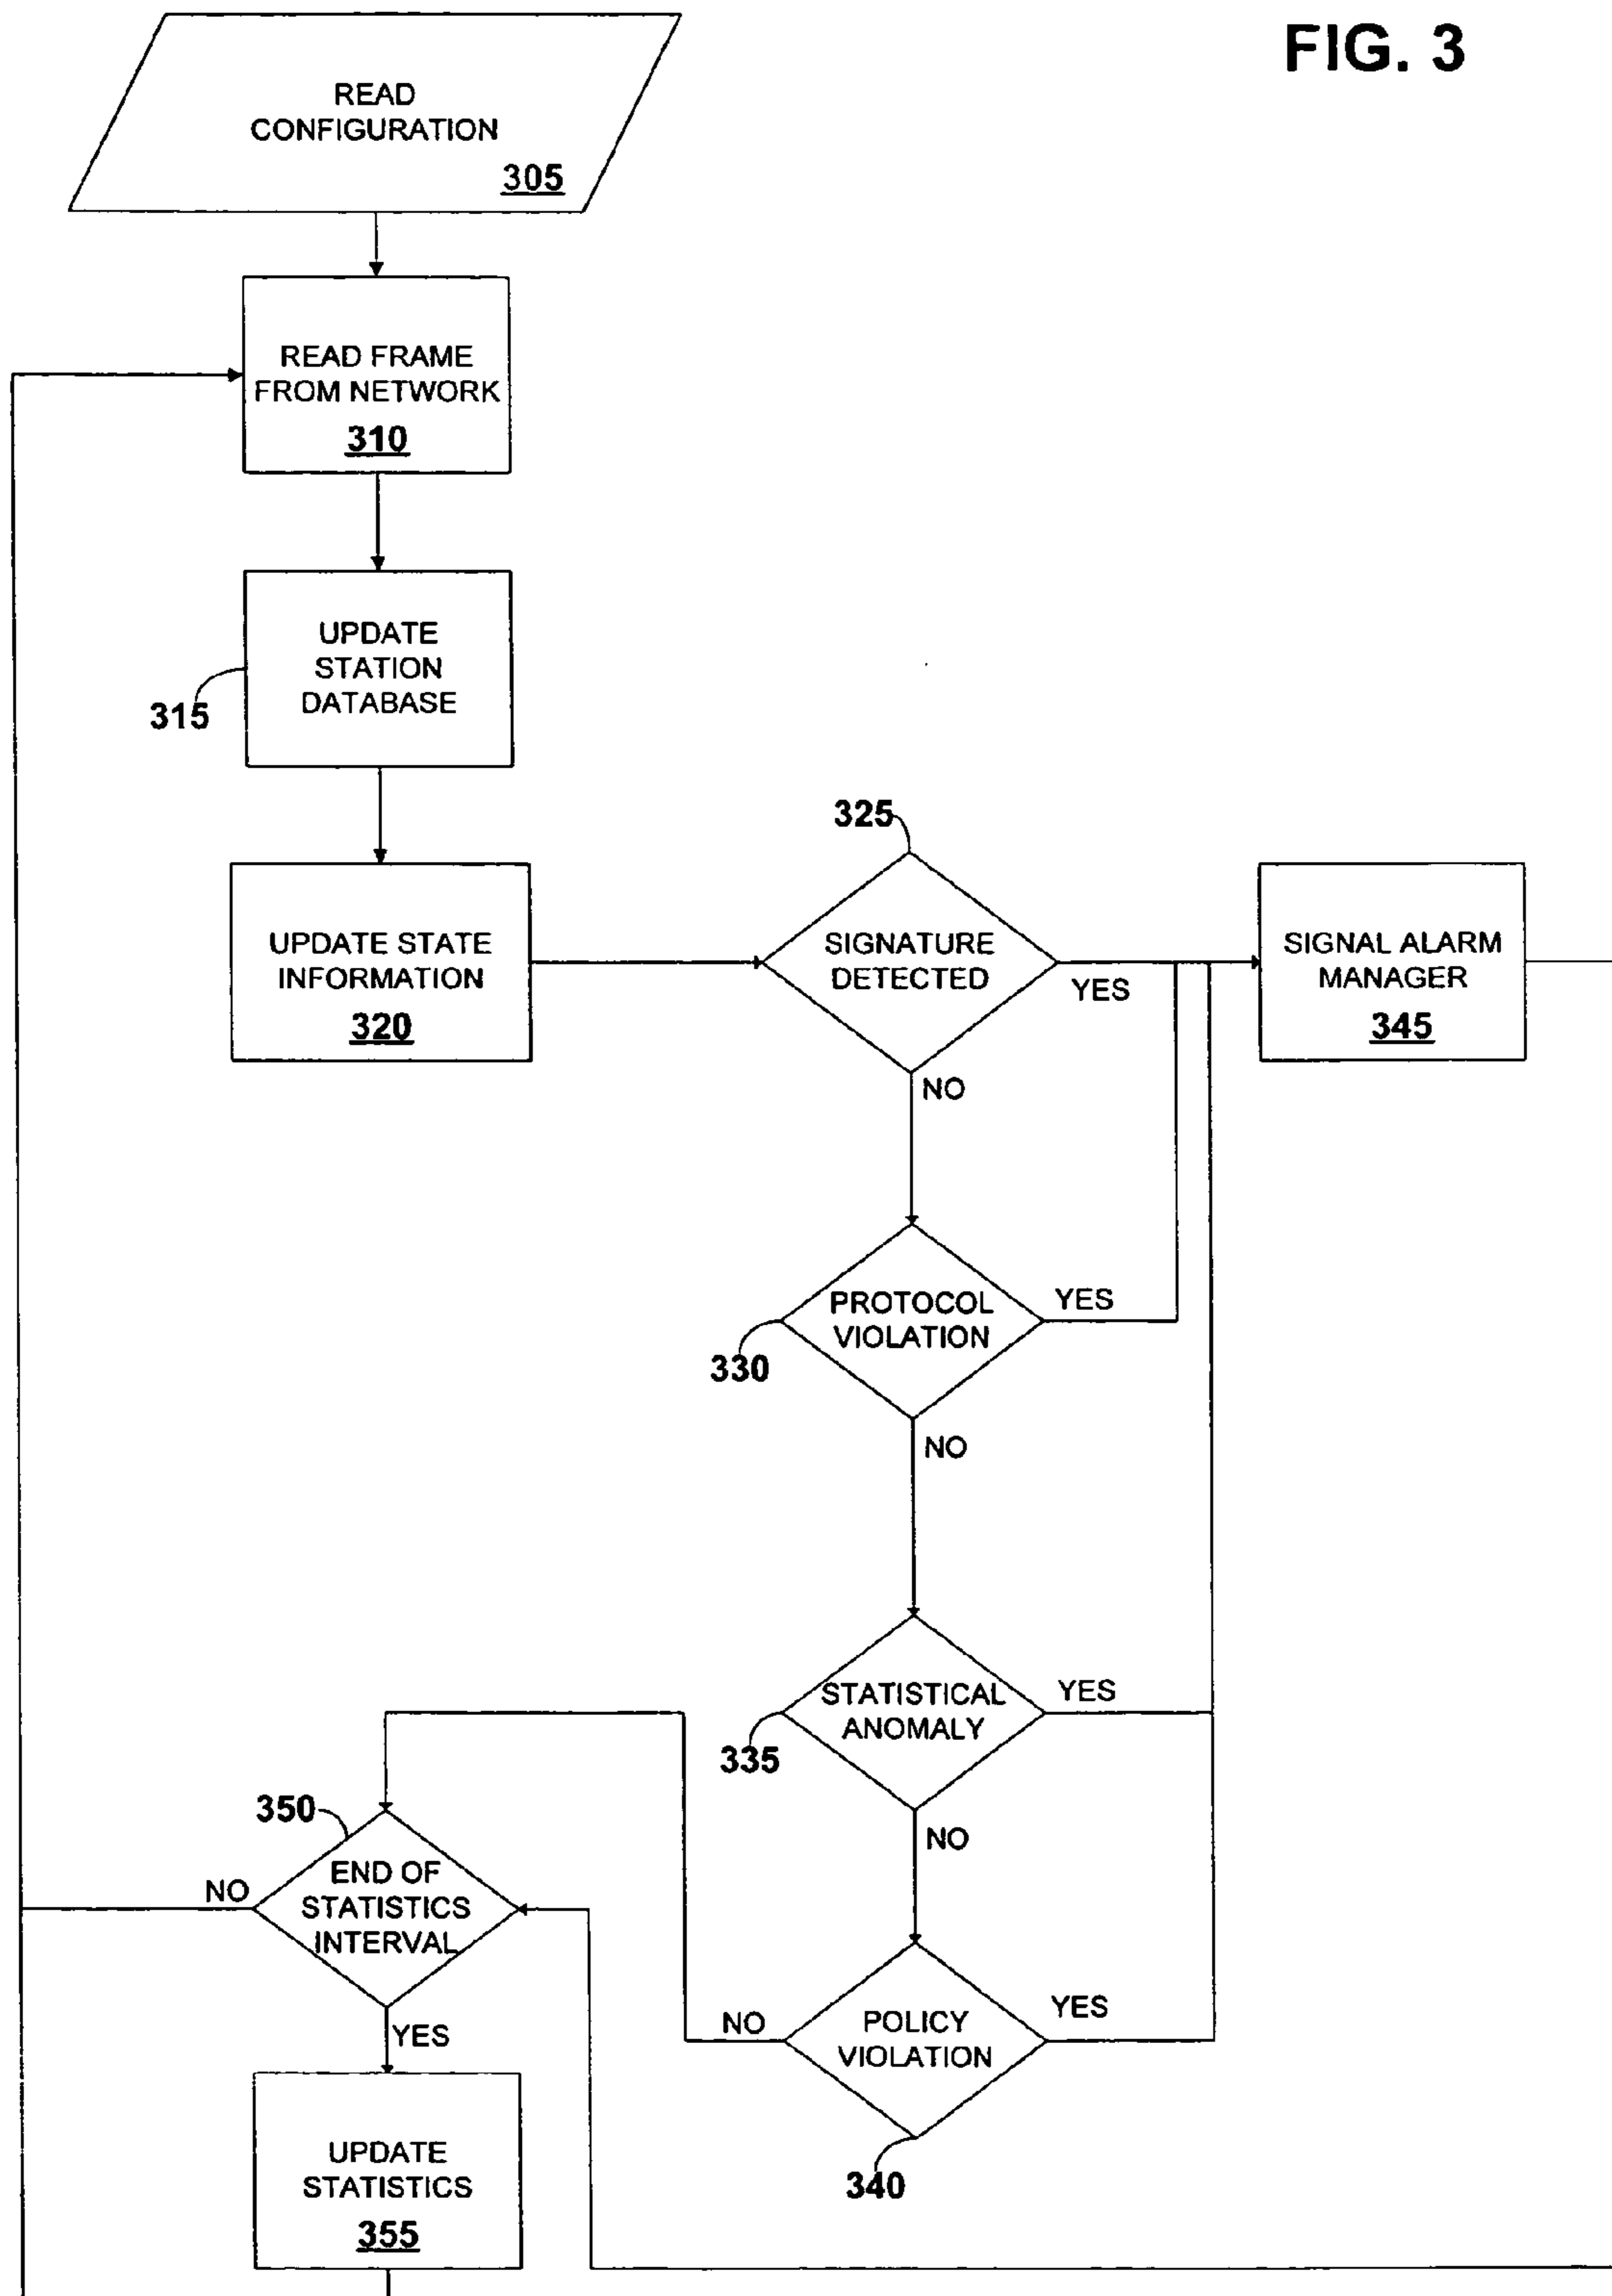 FIG. 3
READ
CONFIGURATION
305
READ FRAME
FROM NETWORK
310
UPDATE
STATION
DATABASE
315
UPDATE STATE
INFORMATION
320
325
SIGNATURE
DETECTED
YES
NO
SIGNAL ALARM
MANAGER
345
PROTOCOL
VIOLATION
YES
330
NO
STATISTICAL
ANOMALY
YES
335
NO
350
END OF
STATISTICS
INTERVAL
NO
YES
POLICY
VIOLATION
NO
YES
340
UPDATE
STATISTICS
355